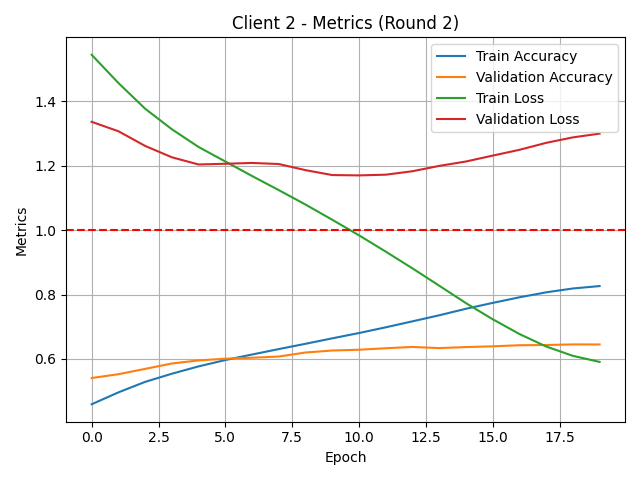 Client 2 - Metrics (Round 2)
Train Accuracy
Validation Accuracy
Train Loss
Validation Loss
Metrics
1.4
1.2
1.0
0.8
0.6
0.0
2.5
5.0
7.5
10.0
12.5
15.0
17.5
Epoch